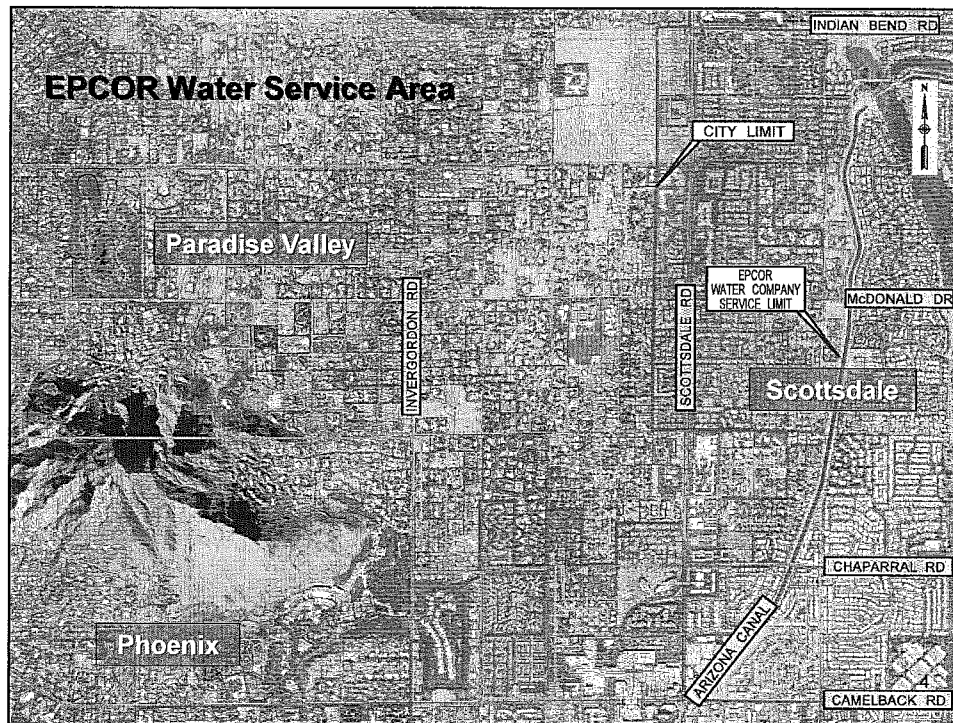 INDIAN BEND RD
EPCOR Water Service Area
N
CITY LIMIT
Paradise Valley
EPCOR
WATER COMPANY
SERVICE LIMIT
McDONALD DR
INVERGORDON RD
SCOTTSDALE RD
Scottsdale
CHAPARRAL RD
Phoenix
ARIZONA CANAL
4
CAMELBACK RD